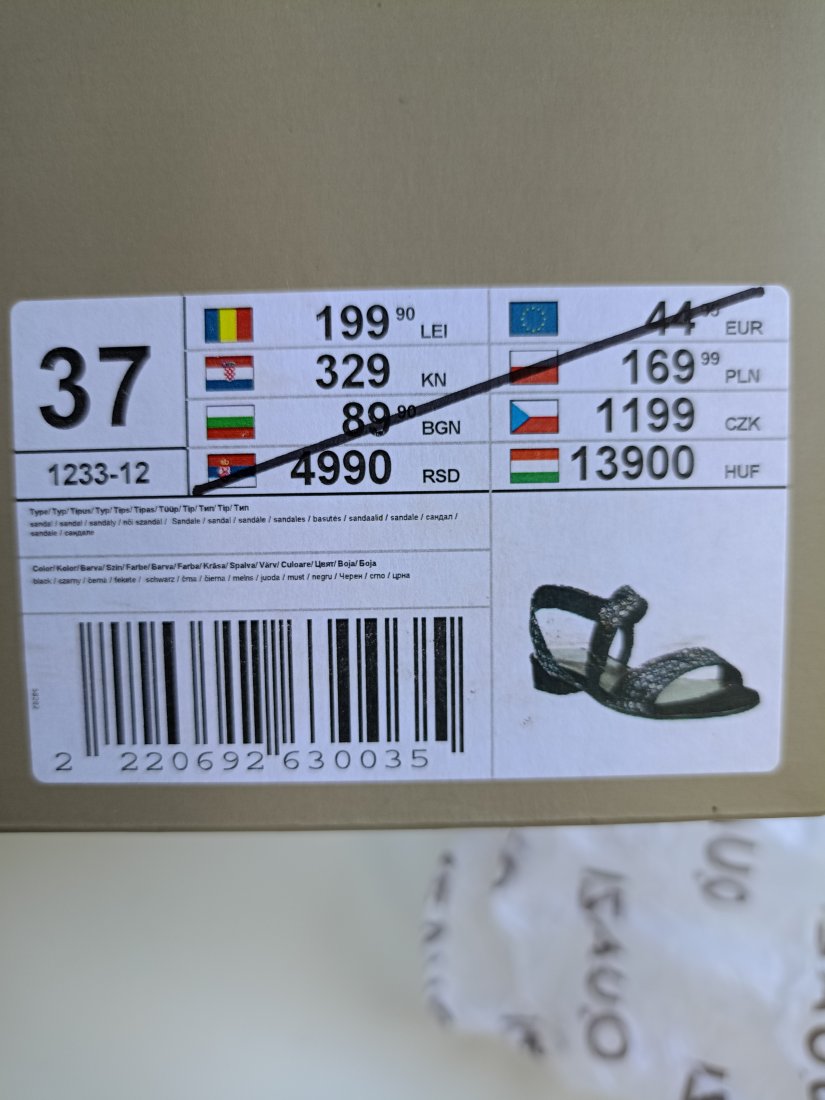 37
1233-12
199 90 LEI
329 KN
89 90 BGN
4990 RSD
44 EUR
169 99 PLN
1199 CZK
13900 HUF
Type/ Typ/ Tipus/ Typ/ Tips/ Tipas/ Tüüp/ Tip/ Тип/ Tip/ Тип
sandal / sandał / sandály / női szandál / Sandale / sandal / sandále / sandales / basutės / sandaalid / sandale / сандал /
sandale / сандале
Color/ Kolor/ Barva/ Szín/ Farbe/ Barva/ Farba/ Krāsa/ Spalva/ Värv/ Culoare/ Цвят/ Boja/ Боја
black / czarny / černá / fekete / schwarz / črna / čierna / melns / juoda / must / negru / Черен / crno / црна
2 220692 630035